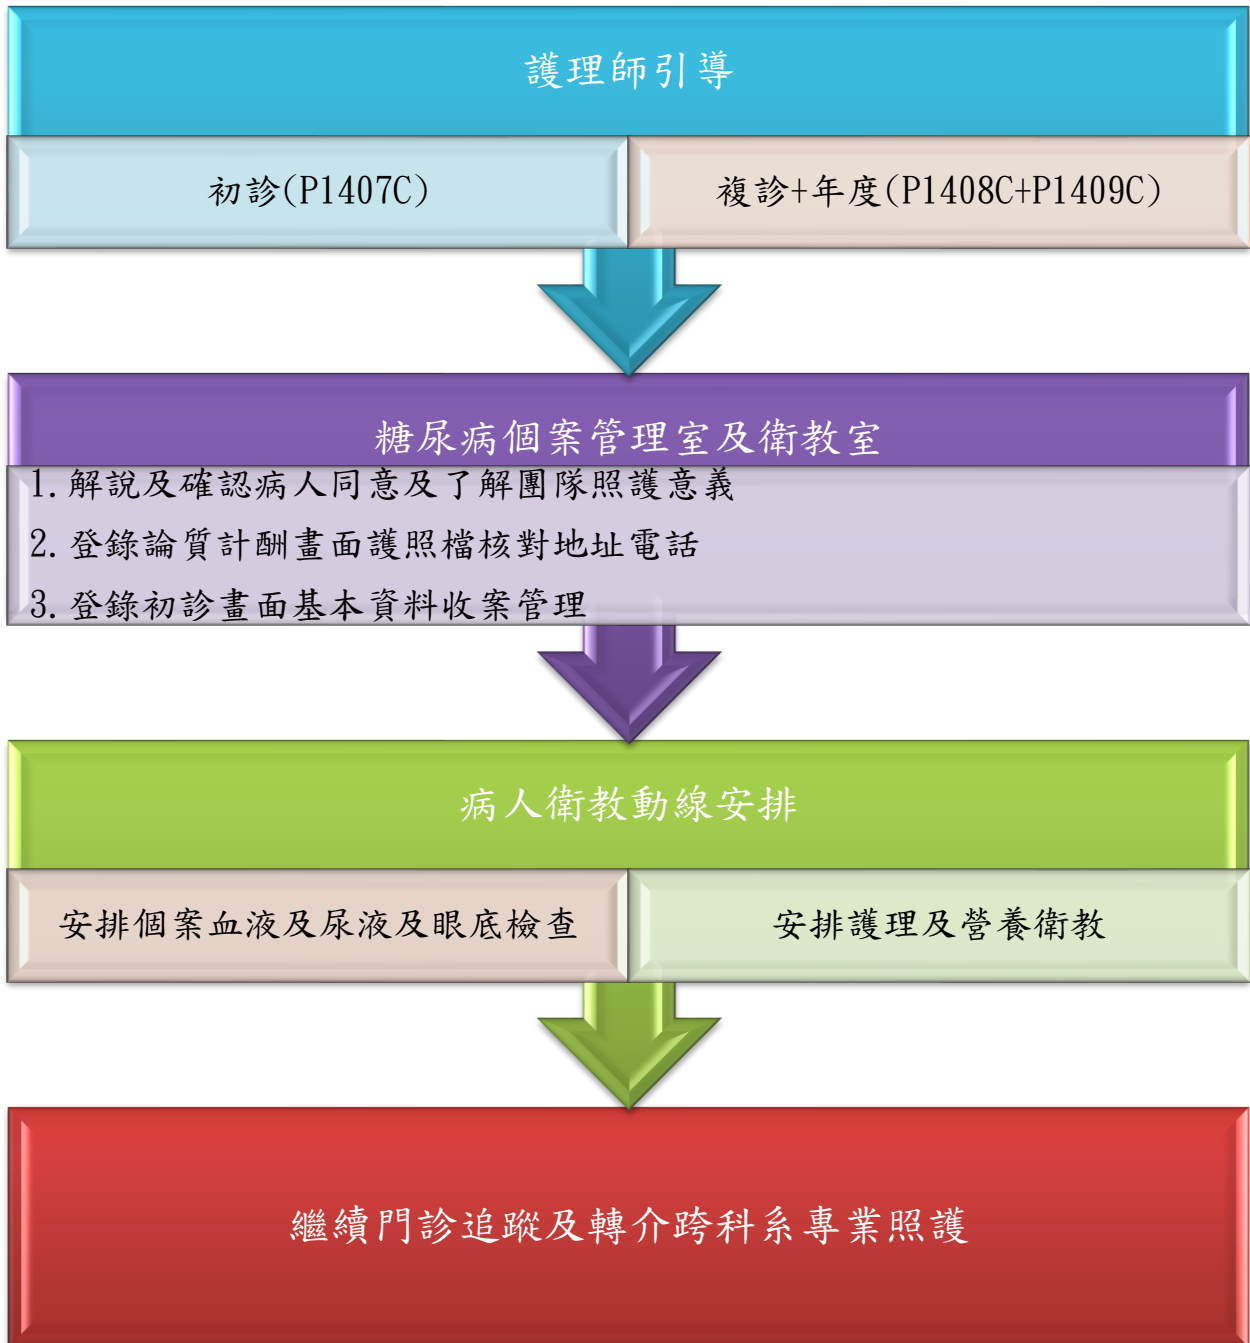 護理師引導
初診(P1407C)
複診+年度(P1408C+P1409C)
糖尿病個案管理室及衛教室
1. 解說及確認病人同意及了解團隊照護意義
2. 登錄論質計酬畫面護照檔核對地址電話
3. 登錄初診畫面基本資料收案管理
病人衛教動線安排
安排個案血液及尿液及眼底檢查
安排護理及營養衛教
繼續門診追蹤及轉介跨科系專業照護